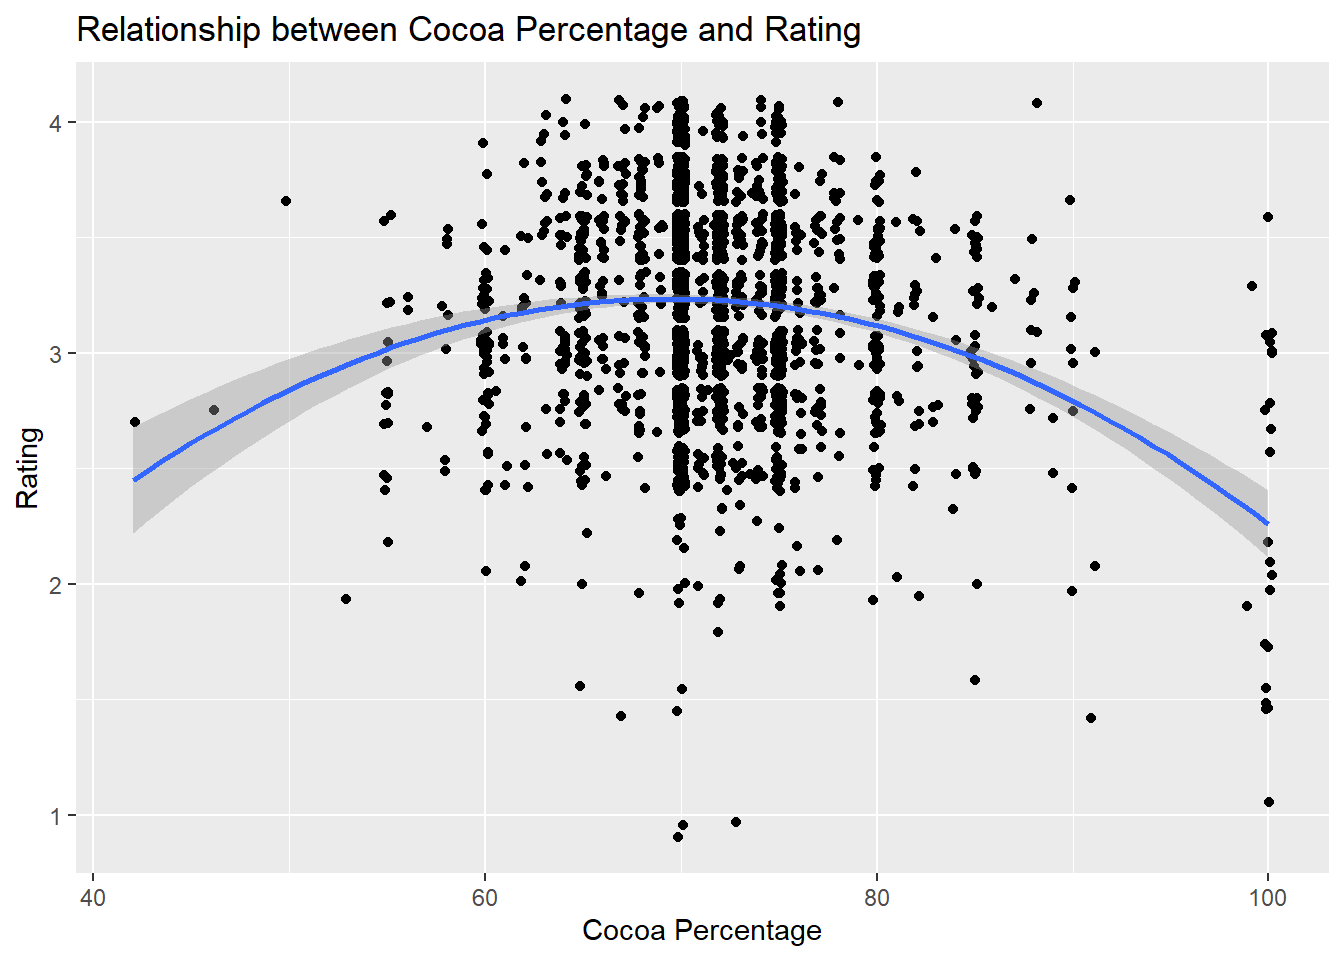 Relationship between Cocoa Percentage and Rating
4
3
2
1
Rating
40 60 80 100
Cocoa Percentage